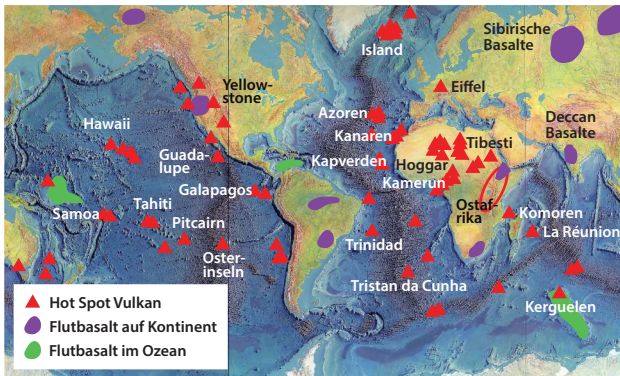 Sibirische
Basalte
Island
Yellow-
stone
Eiffel
Azoren
Hawaii
Deccan
Basalte
Kanaren
Tibesti
Guada-
lupe
Kapverden
Hoggar
Galapagos
Kamerun
Tahiti
Ostaf-
rika
Samoa
Komoren
Pitcairn
Trinidad
La Réunion
Oster-
inseln
Tristan da Cunha
Kerguelen
Hot Spot Vulkan
Flutbasalt auf Kontinent
Flutbasalt im Ozean